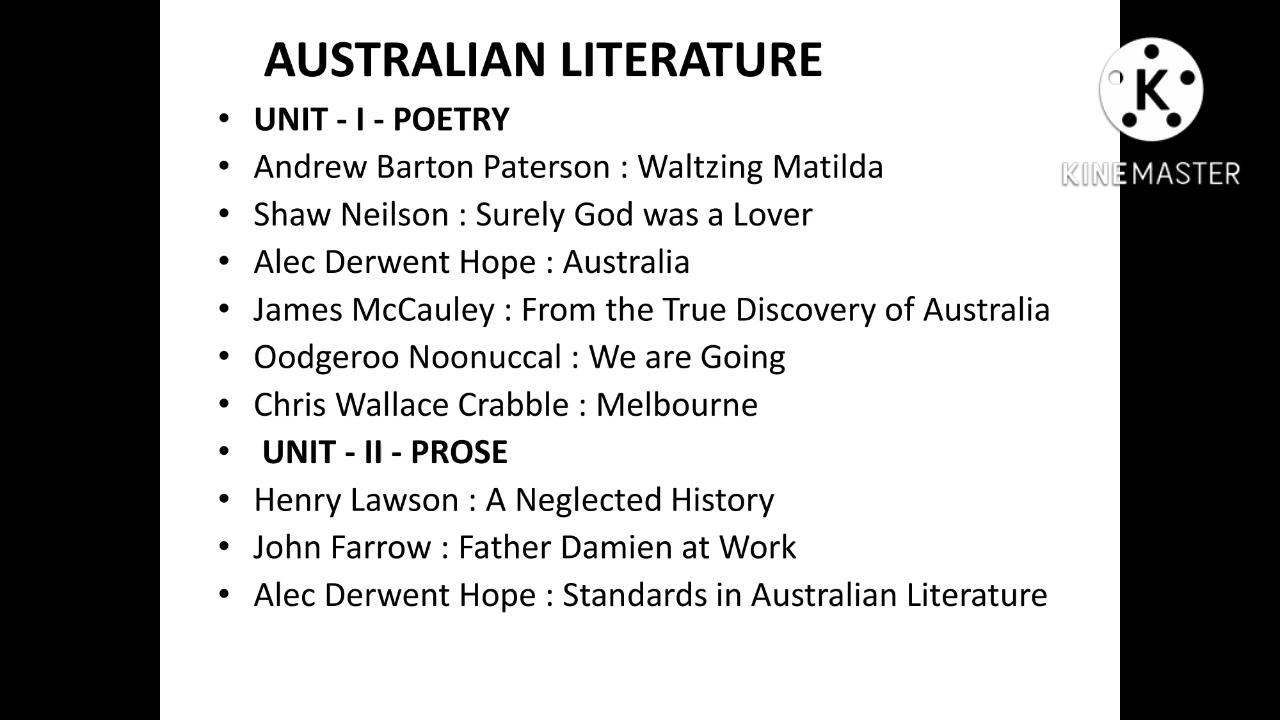 AUSTRALIAN LITERATURE
• UNIT - I - POETRY
• Andrew Barton Paterson : Waltzing Matilda
• Shaw Neilson : Surely God was a Lover
• Alec Derwent Hope : Australia
• James McCauley : From the True Discovery of Australia
• Oodgeroo Noonuccal : We are Going
• Chris Wallace Crabble : Melbourne
• UNIT - II - PROSE
• Henry Lawson : A Neglected History
• John Farrow : Father Damien at Work
• Alec Derwent Hope : Standards in Australian Literature
K
KINEMASTER